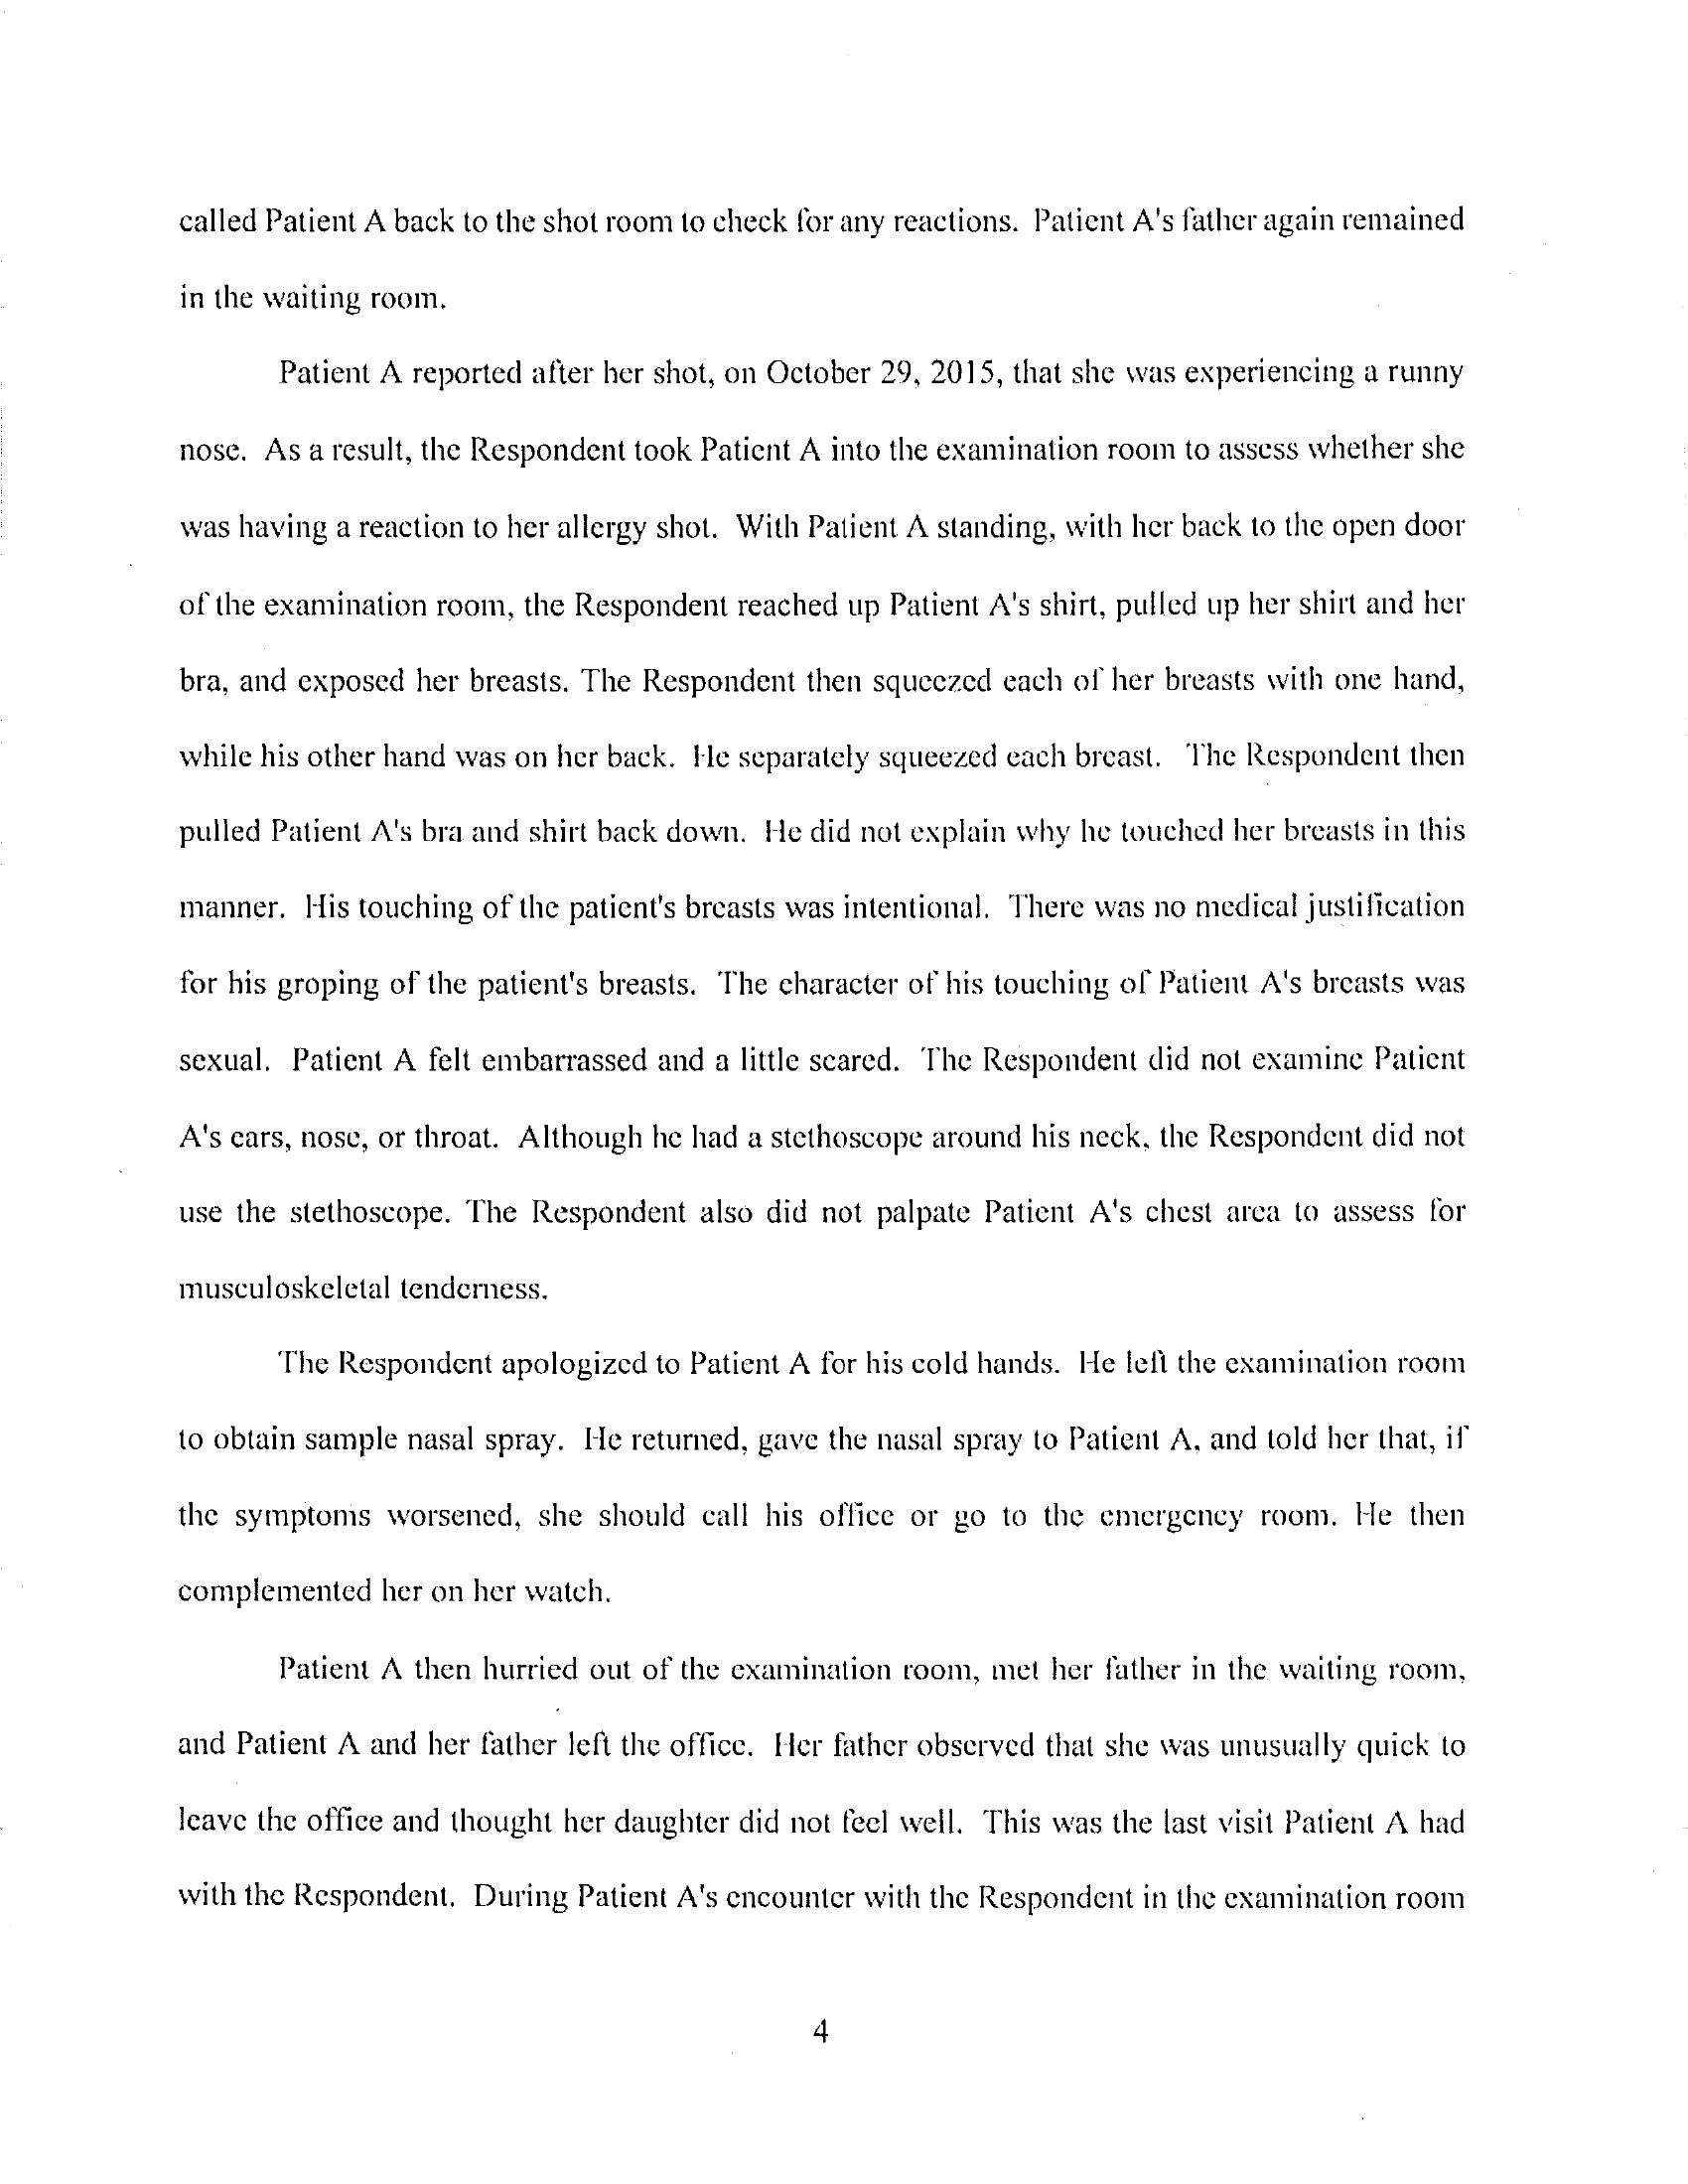 called Patient A back to the shot room to check for any reactions. Patient A's father again remained
in the waiting room.
Patient A reported after her shot, on October 29, 2015, that she was experiencing a runny
nose. As a result, the Respondent took Patient A into the examination room to assess whether she
was having a reaction to her allergy shot. With Patient A standing, with her back to the open door
of the examination room, the Respondent reached up Patient A's shirt, pulled up her shirt and her
bra, and exposed her breasts. The Respondent then squeezed each of her breasts with one hand,
while his other hand was on her back. He separately squeezed each breast. The Respondent then
pulled Patient A's bra and shirt back down. He did not explain why he touched her breasts in this
manner. His touching of the patient's breasts was intentional. There was no medical justification
for his groping of the patient's breasts. The character of his touching of Patient A's breasts was
sexual. Patient A felt embarrassed and a little scared. The Respondent did not examine Patient
A's ears, nose, or throat. Although he had a stethoscope around his neck, the Respondent did not
use the stethoscope. The Respondent also did not palpate Patient A's chest area to assess for
musculoskeletal tenderness.
The Respondent apologized to Patient A for his cold hands. He left the examination room
to obtain sample nasal spray. He returned, gave the nasal spray to Patient A, and told her that, if
the symptoms worsened, she should call his office or go to the emergency room. He then
complemented her on her watch.
Patient A then hurried out of the examination room, met her father in the waiting room,
and Patient A and her father left the office. Her father observed that she was unusually quick to
leave the office and thought her daughter did not feel well. This was the last visit Patient A had
with the Respondent. During Patient A's encounter with the Respondent in the examination room
4